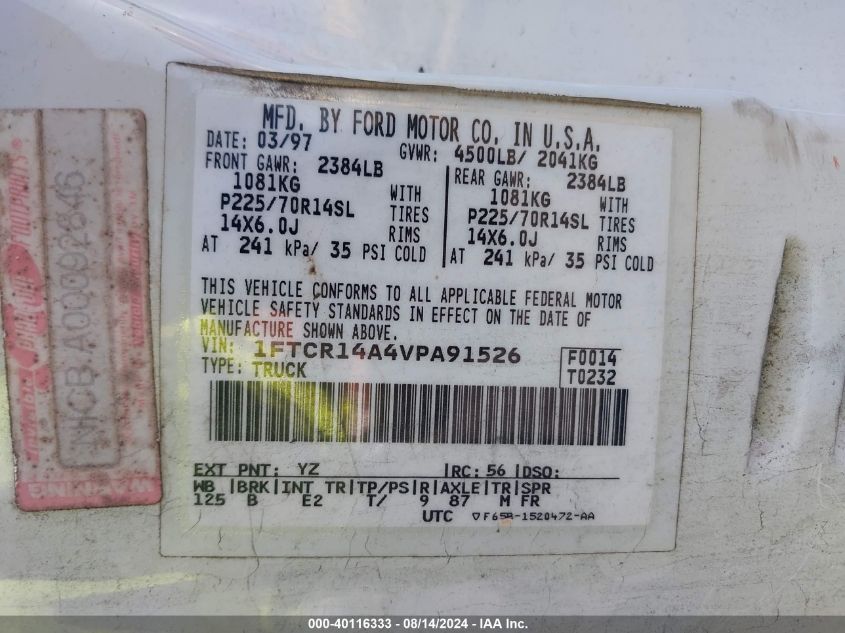 MFD. BY FORD MOTOR CO. IN U.S.A.
DATE: 03/97 GVWR: 4500LB/ 2041KG
FRONT GAWR: 2384LB
1081KG WITH
P225/70R14SL TIRES
14X6.0J RIMS
AT 241 kPa/ 35 PSI COLD
REAR GAWR: 2384LB
1081KG WITH
P225/70R14SL TIRES
14X6.0J RIMS
AT 241 kPa/ 35 PSI COLD
THIS VEHICLE CONFORMS TO ALL APPLICABLE FEDERAL MOTOR
VEHICLE SAFETY STANDARDS IN EFFECT ON THE DATE OF
MANUFACTURE SHOWN ABOVE.
VIN: 1FTCR14A4VPA91526
TYPE: TRUCK
F0014
T0232
EXT PNT: YZ RC: 56 DSO:
WB BRK INT TR TP/PS R AXLE TR SPR
125 B E2 T/ 9 87 M FR
UTC F65B-1520472-AA
WARNING
000-40116333 - 08/14/2024 - © IAA Inc.